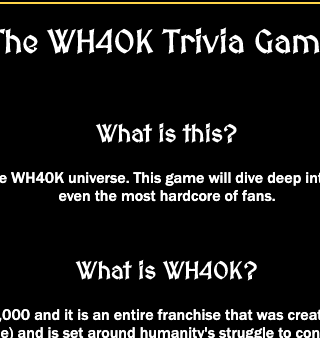 The WH40K Trivia Gam
What is this?
e WH40K universe. This game will dive deep int
even the most hardcore of fans.
What is WH40K?
,000 and it is an entire franchise that was creat
e) and is set around humanity's struggle to con